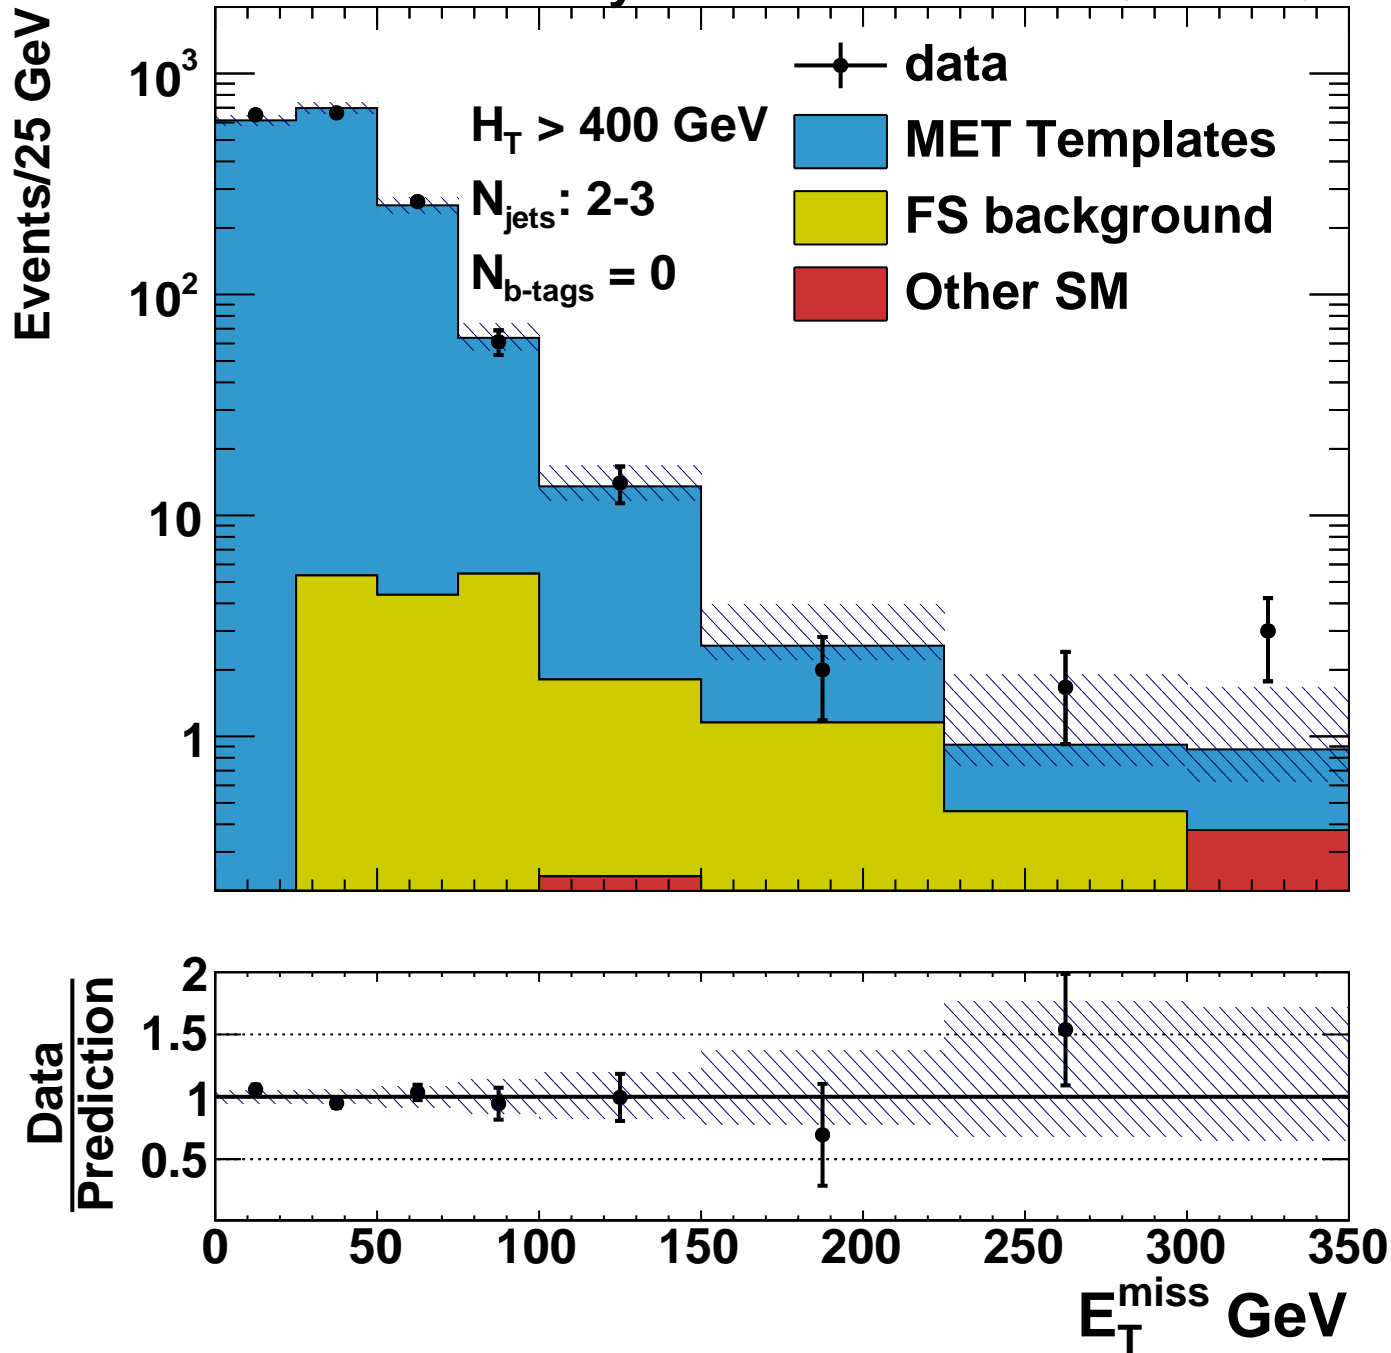 Events/25 GeV
10³
10²
10
1
data
MET Templates
FS background
Other SM
H_T > 400 GeV
N_jets: 2-3
N_b-tags = 0
Data
Prediction
2
1.5
1
0.5
0 50 100 150 200 250 300 350
E_T^miss GeV